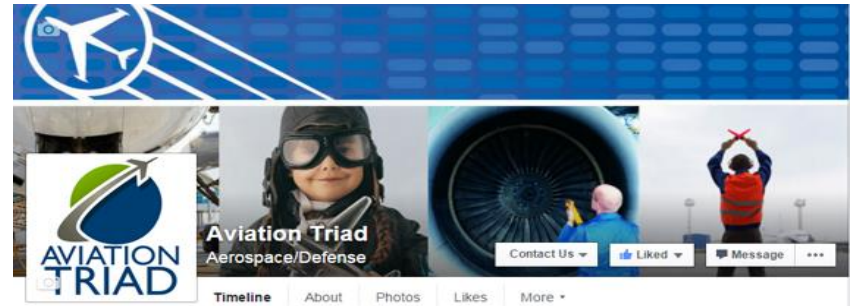 Aviation Triad
Aerospace/Defense
Contact Us
Liked
Message
AVIATION
TRIAD
Timeline
About
Photos
Likes
More